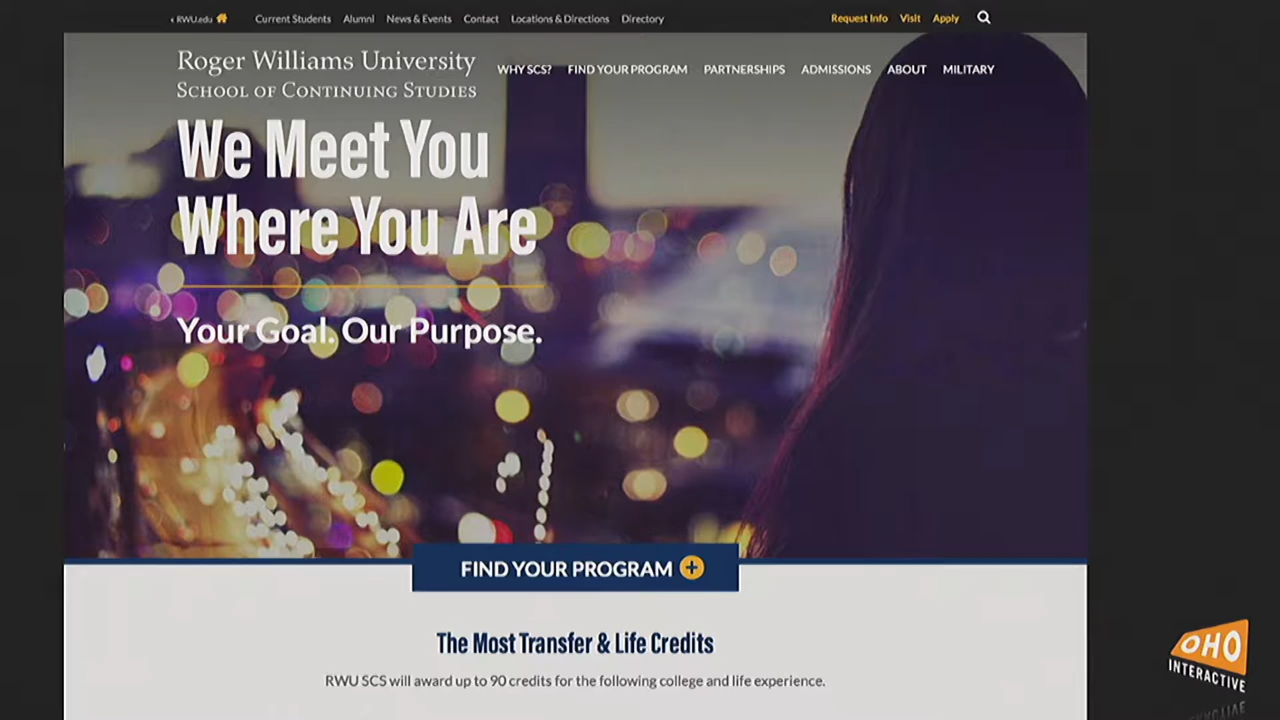 ‹ RWU.edu Current Students Alumni News & Events Contact Locations & Directions Directory Request Info Visit Apply
Roger Williams University
School of Continuing Studies
WHY SCS? FIND YOUR PROGRAM PARTNERSHIPS ADMISSIONS ABOUT MILITARY
We Meet You
Where You Are
Your Goal. Our Purpose.
FIND YOUR PROGRAM
The Most Transfer & Life Credits
RWU SCS will award up to 90 credits for the following college and life experience.
OHO
INTERACTIVE